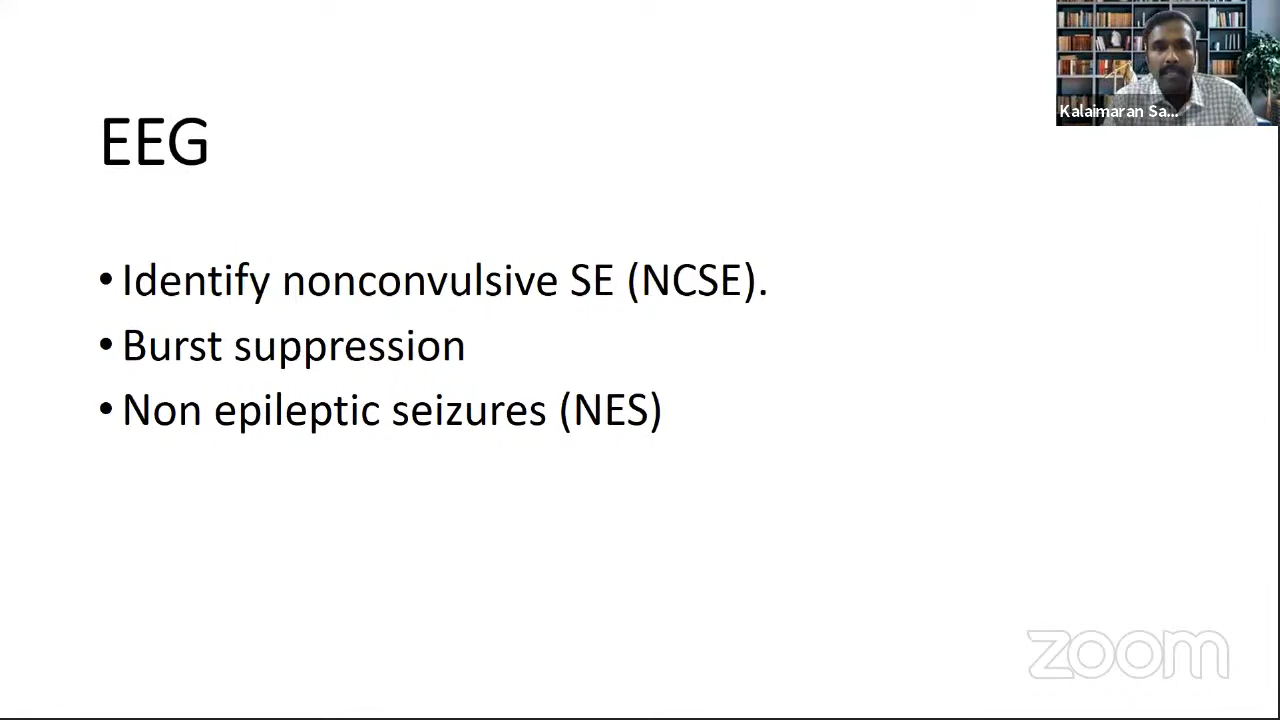 Kalaimaran Sa...
EEG
• Identify nonconvulsive SE (NCSE).
• Burst suppression
• Non epileptic seizures (NES)
zoom